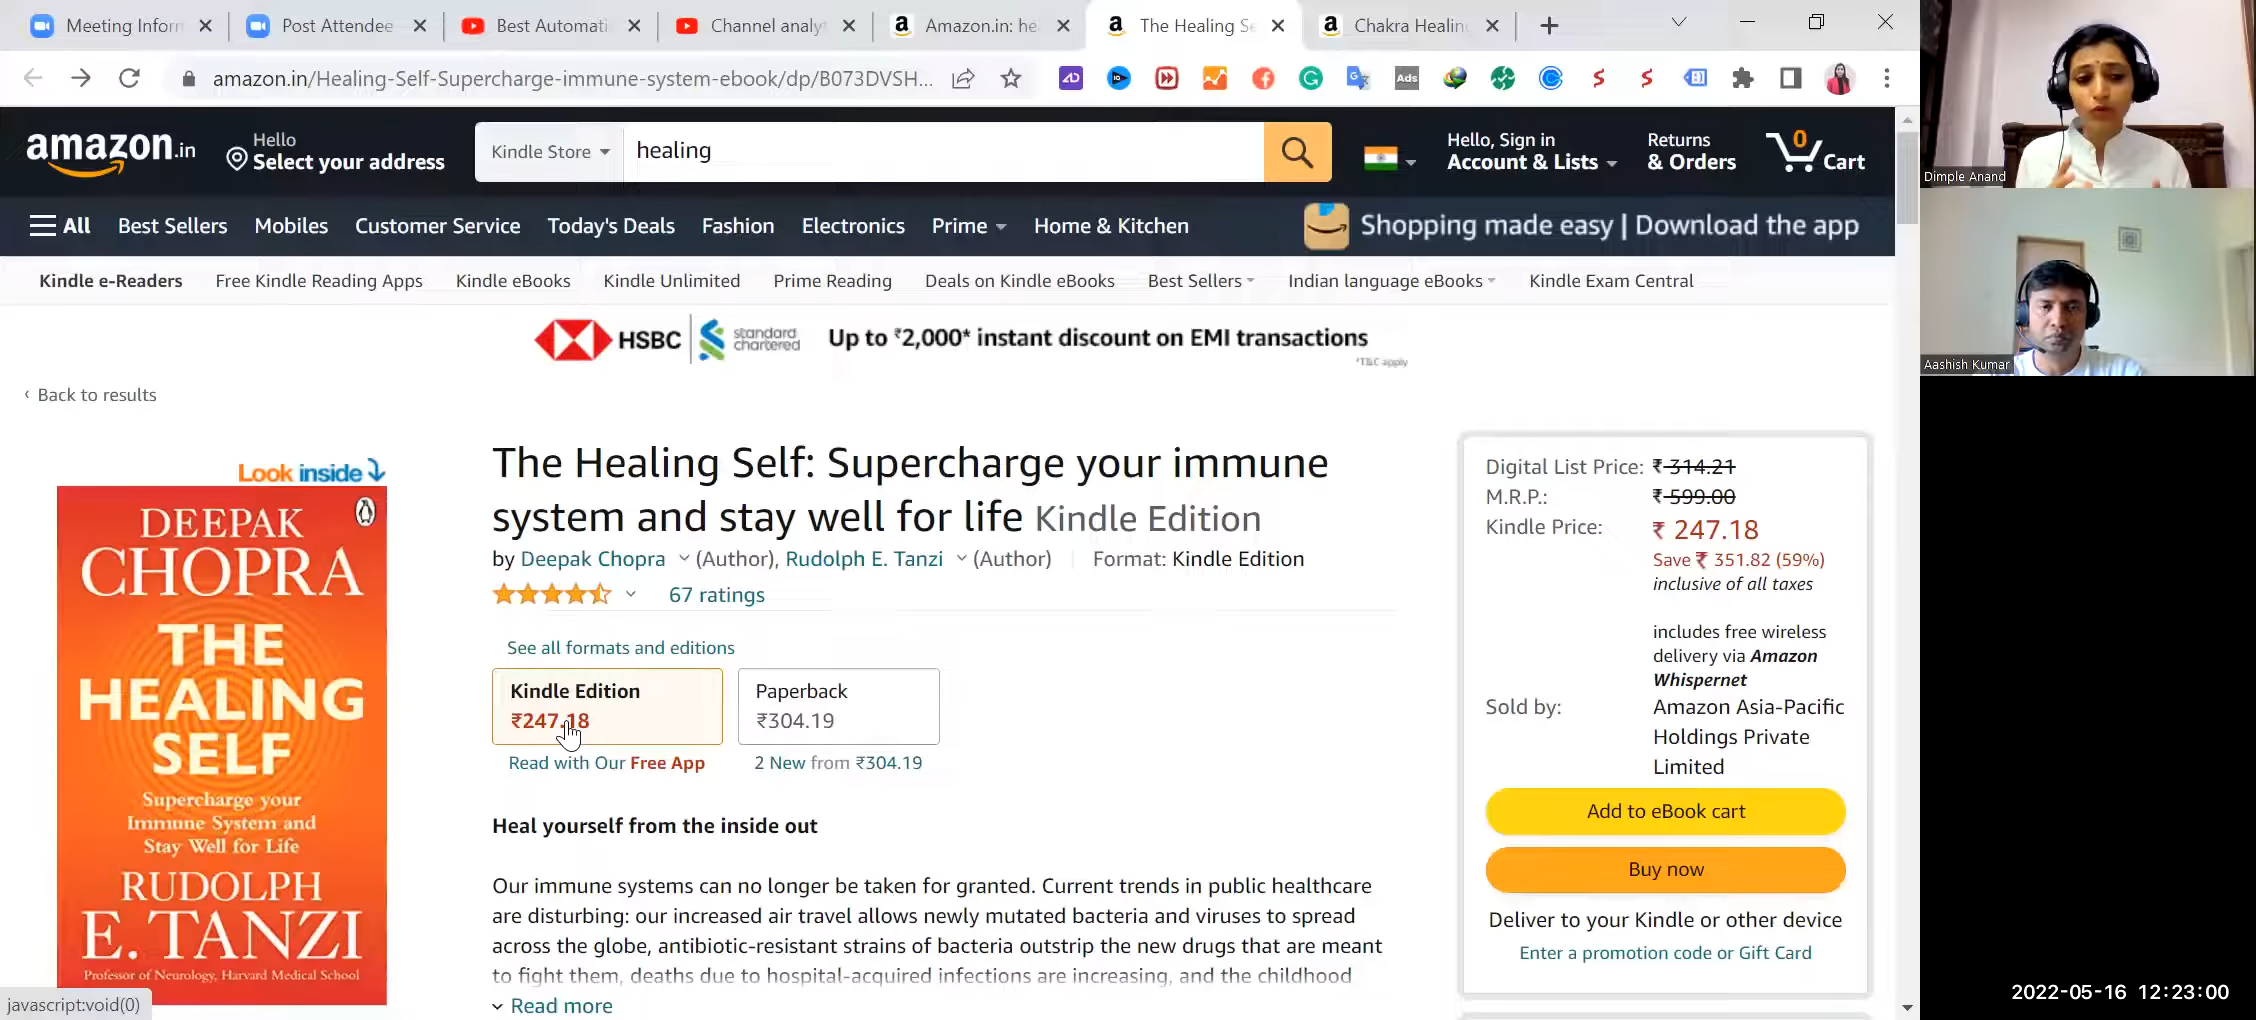 Meeting Inform
Post Attendee
Best Automati
Channel analyt
Amazon.in: he
The Healing Se
Chakra Healing
amazon.in/Healing-Self-Supercharge-immune-system-ebook/dp/B073DVSH...
amazon.in
Hello
Select your address
Kindle Store
healing
Hello, Sign in
Account & Lists
Returns
& Orders
0
Cart
All
Best Sellers
Mobiles
Customer Service
Today's Deals
Fashion
Electronics
Prime
Home & Kitchen
Shopping made easy | Download the app
Kindle e-Readers
Free Kindle Reading Apps
Kindle eBooks
Kindle Unlimited
Prime Reading
Deals on Kindle eBooks
Best Sellers
Indian language eBooks
Kindle Exam Central
HSBC
standard
chartered
Up to ₹2,000* instant discount on EMI transactions
*T&C apply
‹ Back to results
Look inside
DEEPAK
CHOPRA
THE
HEALING
SELF
Supercharge your
Immune System and
Stay Well for Life
RUDOLPH
E. TANZI
Professor of Neurology, Harvard Medical School
The Healing Self: Supercharge your immune
system and stay well for life Kindle Edition
by Deepak Chopra (Author), Rudolph E. Tanzi (Author) | Format: Kindle Edition
67 ratings
See all formats and editions
Kindle Edition
₹247.18
Read with Our Free App
Paperback
₹304.19
2 New from ₹304.19
Heal yourself from the inside out
Our immune systems can no longer be taken for granted. Current trends in public healthcare
are disturbing: our increased air travel allows newly mutated bacteria and viruses to spread
across the globe, antibiotic-resistant strains of bacteria outstrip the new drugs that are meant
to fight them, deaths due to hospital-acquired infections are increasing, and the childhood
Read more
Digital List Price: ₹ 314.21
M.R.P.: ₹ 599.00
Kindle Price: ₹ 247.18
Save ₹ 351.82 (59%)
inclusive of all taxes
includes free wireless
delivery via Amazon
Whispernet
Sold by: Amazon Asia-Pacific
Holdings Private
Limited
Add to eBook cart
Buy now
Deliver to your Kindle or other device
Enter a promotion code or Gift Card
javascript:void(0)
Dimple Anand
Aashish Kumar
2022-05-16 12:23:00